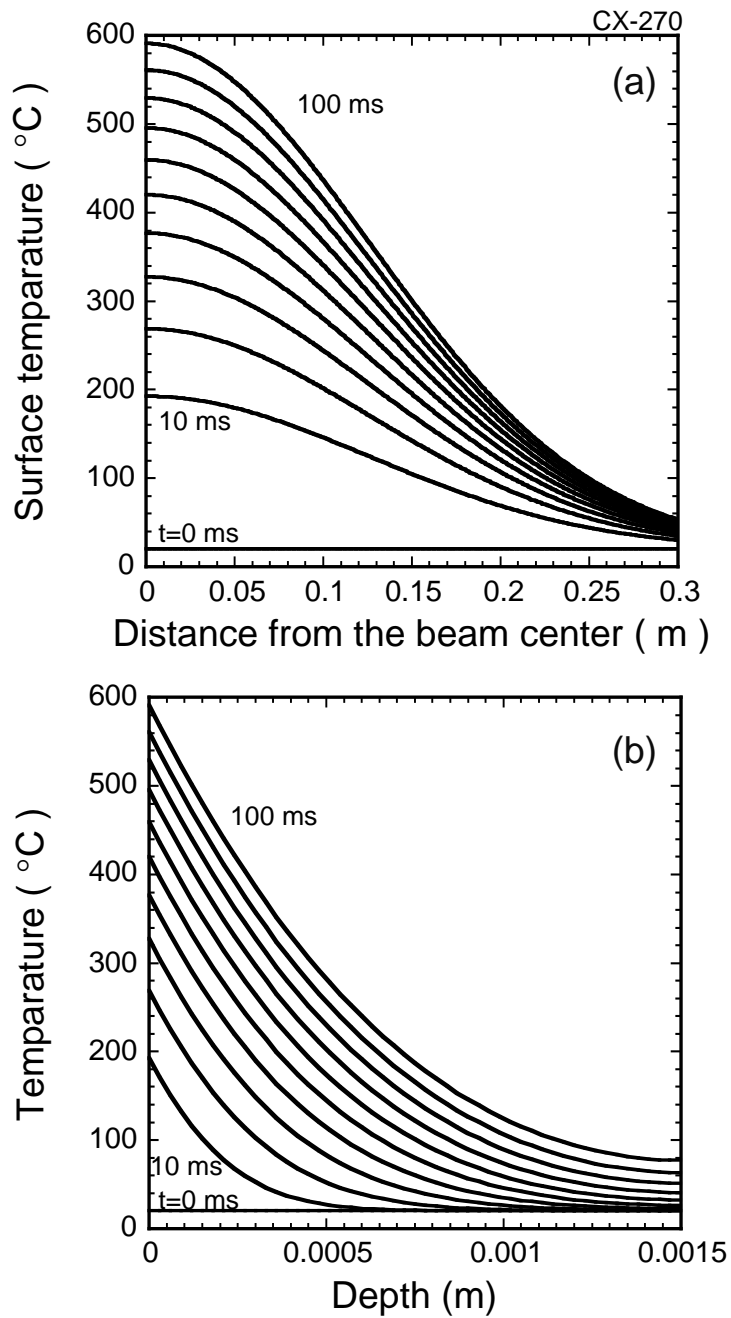 CX-270
(a)
600
500
400
300
200
100
0
Surface temparature ( °C )
100 ms
10 ms
t=0 ms
0 0.05 0.1 0.15 0.2 0.25 0.3
Distance from the beam center ( m )
(b)
600
500
400
300
200
100
0
Temparature ( °C )
100 ms
10 ms
t=0 ms
0 0.0005 0.001 0.0015
Depth (m)